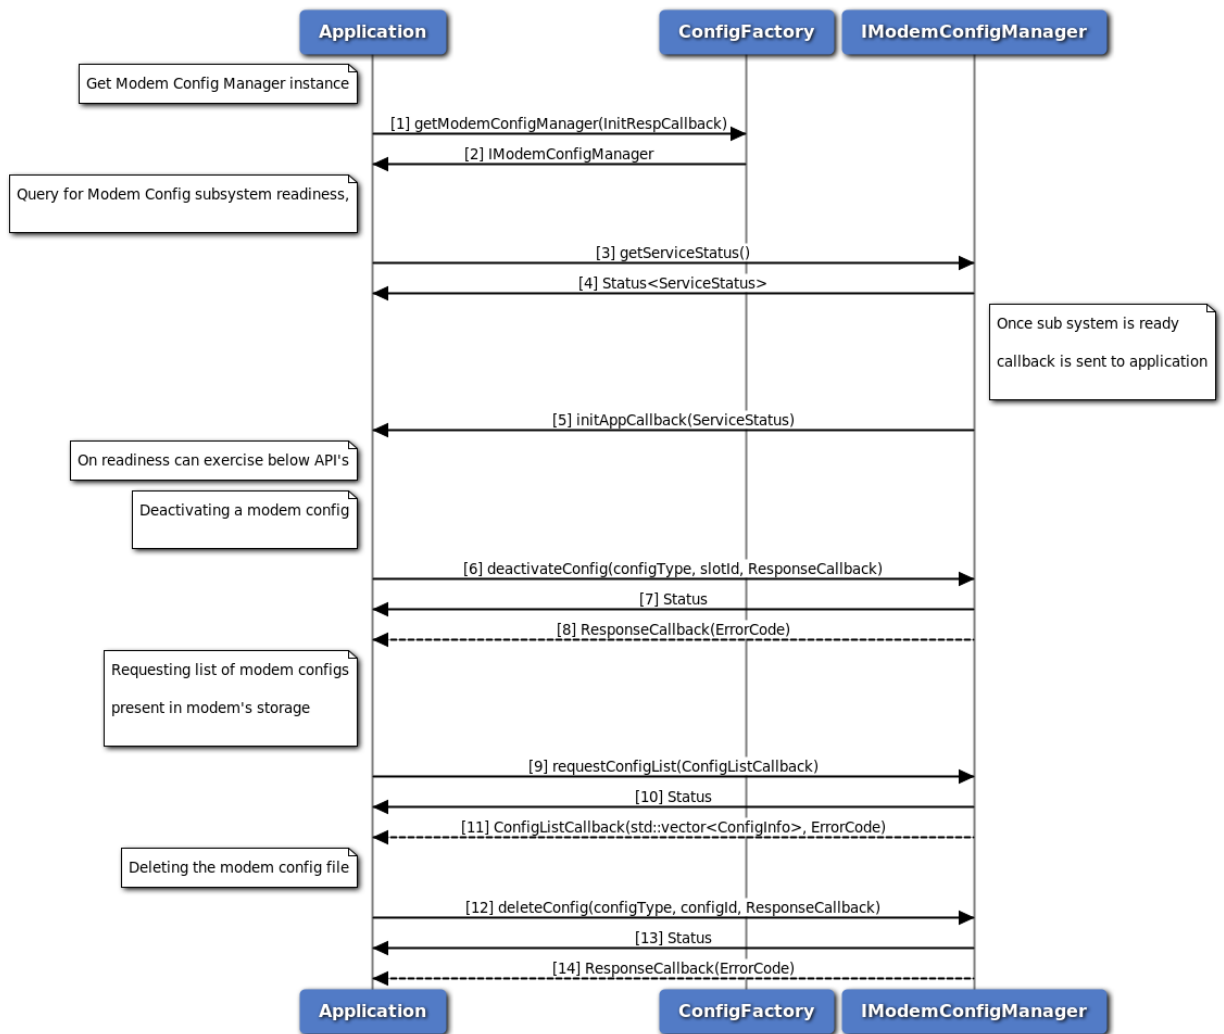 Application
ConfigFactory
IModemConfigManager
Get Modem Config Manager instance
[1] getModemConfigManager(InitRespCallback)
[2] IModemConfigManager
Query for Modem Config subsystem readiness,
[3] getServiceStatus()
[4] Status<ServiceStatus>
Once sub system is ready
callback is sent to application
[5] initAppCallback(ServiceStatus)
On readiness can exercise below API's
Deactivating a modem config
[6] deactivateConfig(configType, slotId, ResponseCallback)
[7] Status
[8] ResponseCallback(ErrorCode)
Requesting list of modem configs
present in modem's storage
[9] requestConfigList(ConfigListCallback)
[10] Status
[11] ConfigListCallback(std::vector<ConfigInfo>, ErrorCode)
Deleting the modem config file
[12] deleteConfig(configType, configId, ResponseCallback)
[13] Status
[14] ResponseCallback(ErrorCode)
Application
ConfigFactory
IModemConfigManager